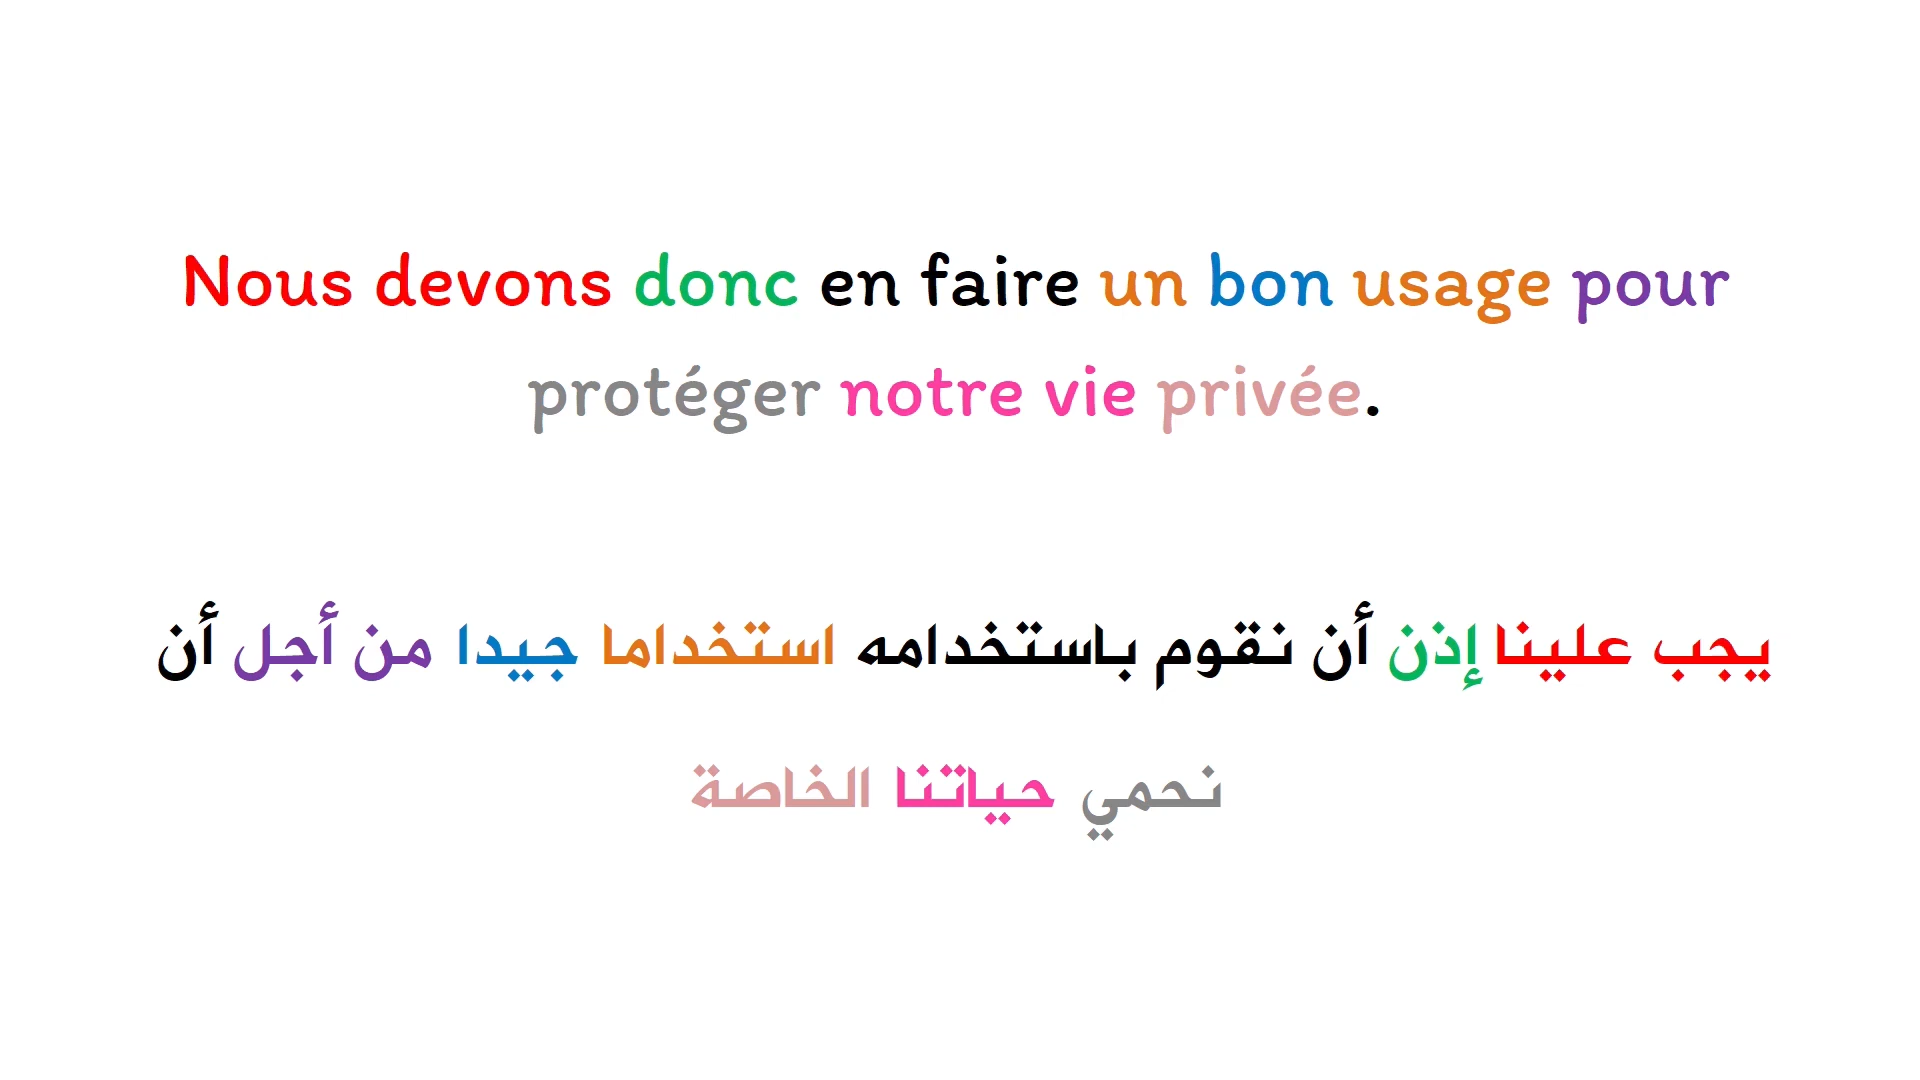 Nous devons donc en faire un bon usage pour
protéger notre vie privée.
يجب علينا إذن أن نقوم باستخدامه استخداما جيدا من أجل أن
نحمي حياتنا الخاصة